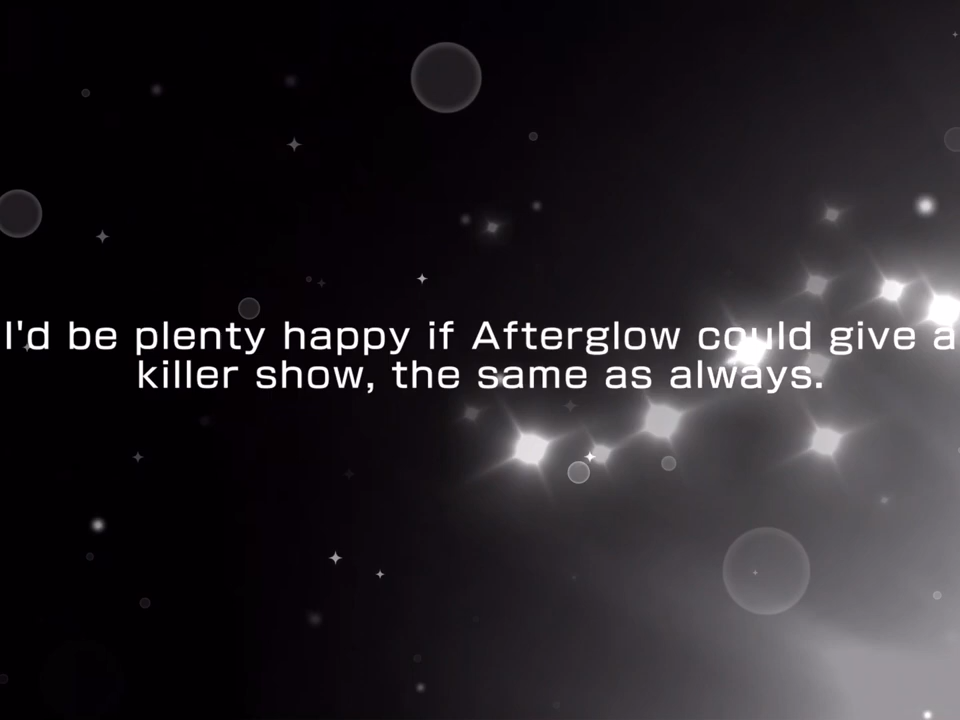 I'd be plenty happy if Afterglow could give a
killer show, the same as always.